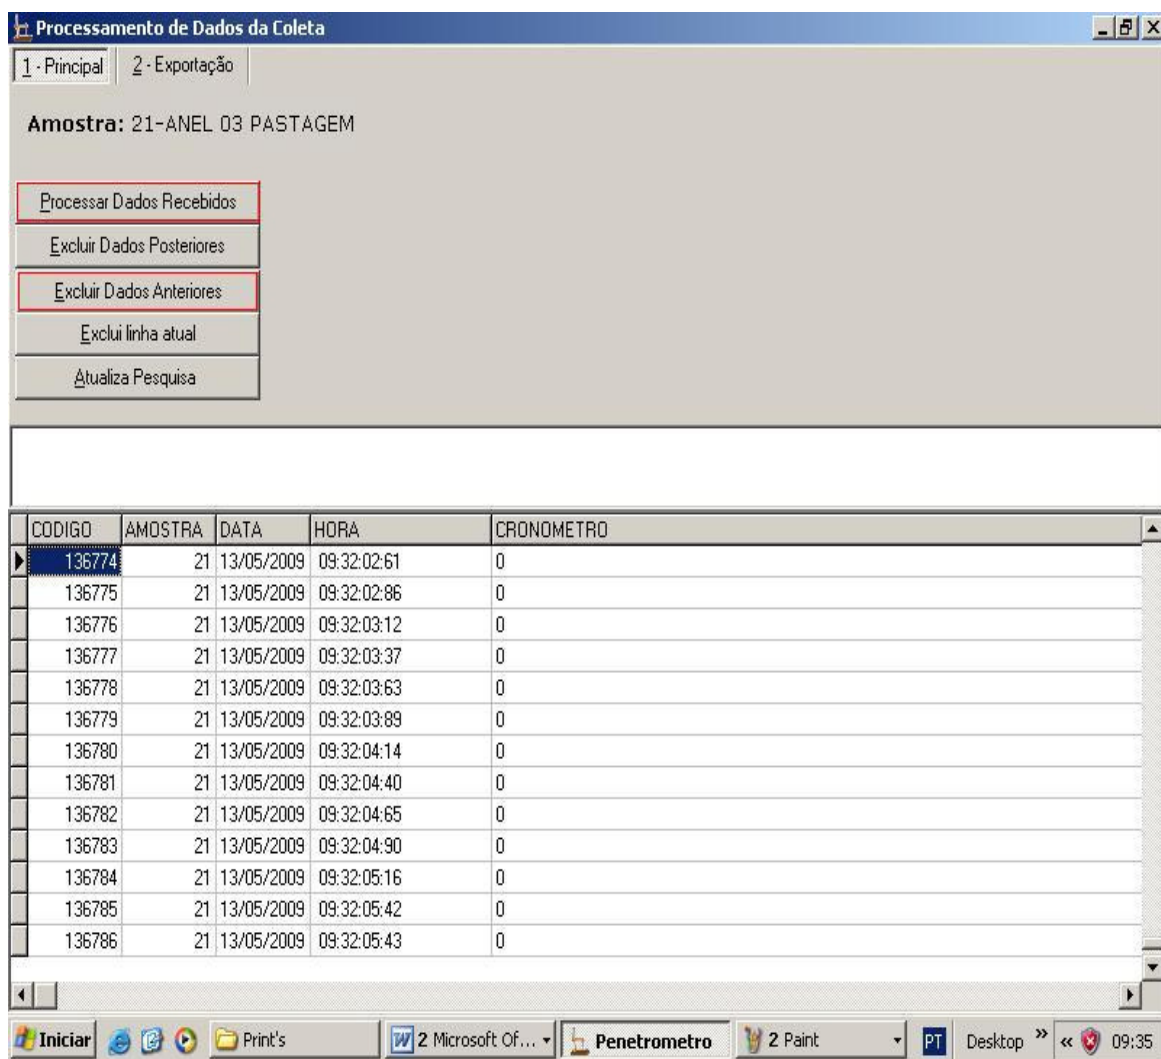 Processamento de Dados da Coleta
1 - Principal 2 - Exportação
Amostra: 21-ANEL 03 PASTAGEM
Processar Dados Recebidos
Excluir Dados Posteriores
Excluir Dados Anteriores
Exclui linha atual
Atualiza Pesquisa
CODIGO AMOSTRA DATA HORA CRONOMETRO
136774 21 13/05/2009 09:32:02:61 0
136775 21 13/05/2009 09:32:02:86 0
136776 21 13/05/2009 09:32:03:12 0
136777 21 13/05/2009 09:32:03:37 0
136778 21 13/05/2009 09:32:03:63 0
136779 21 13/05/2009 09:32:03:89 0
136780 21 13/05/2009 09:32:04:14 0
136781 21 13/05/2009 09:32:04:40 0
136782 21 13/05/2009 09:32:04:65 0
136783 21 13/05/2009 09:32:04:90 0
136784 21 13/05/2009 09:32:05:16 0
136785 21 13/05/2009 09:32:05:42 0
136786 21 13/05/2009 09:32:05:43 0
Iniciar Print's 2 Microsoft Of... Penetrometro 2 Paint PT Desktop » « 09:35